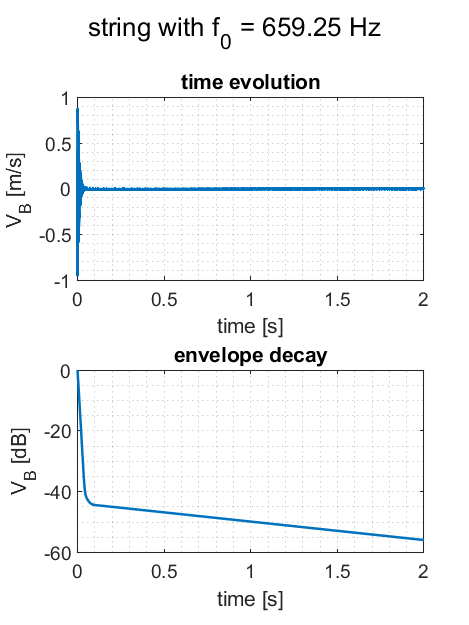 string with f0 = 659.25 Hz
time evolution
1
0.5
0
-0.5
-1
VB [m/s]
0 0.5 1 1.5 2
time [s]
envelope decay
0
-20
-40
-60
VB [dB]
0 0.5 1 1.5 2
time [s]